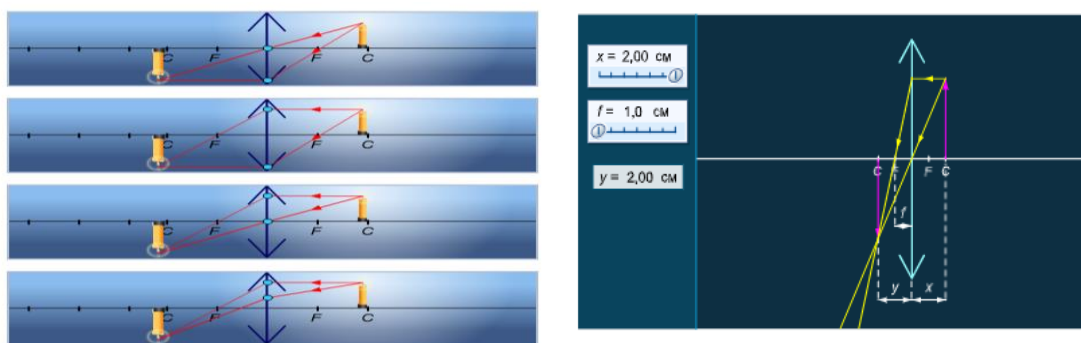 C F F C
C F F C
C F F C
C F F C
x = 2,00 см
f = 1,0 см
y = 2,00 см
C F F C
f
y x